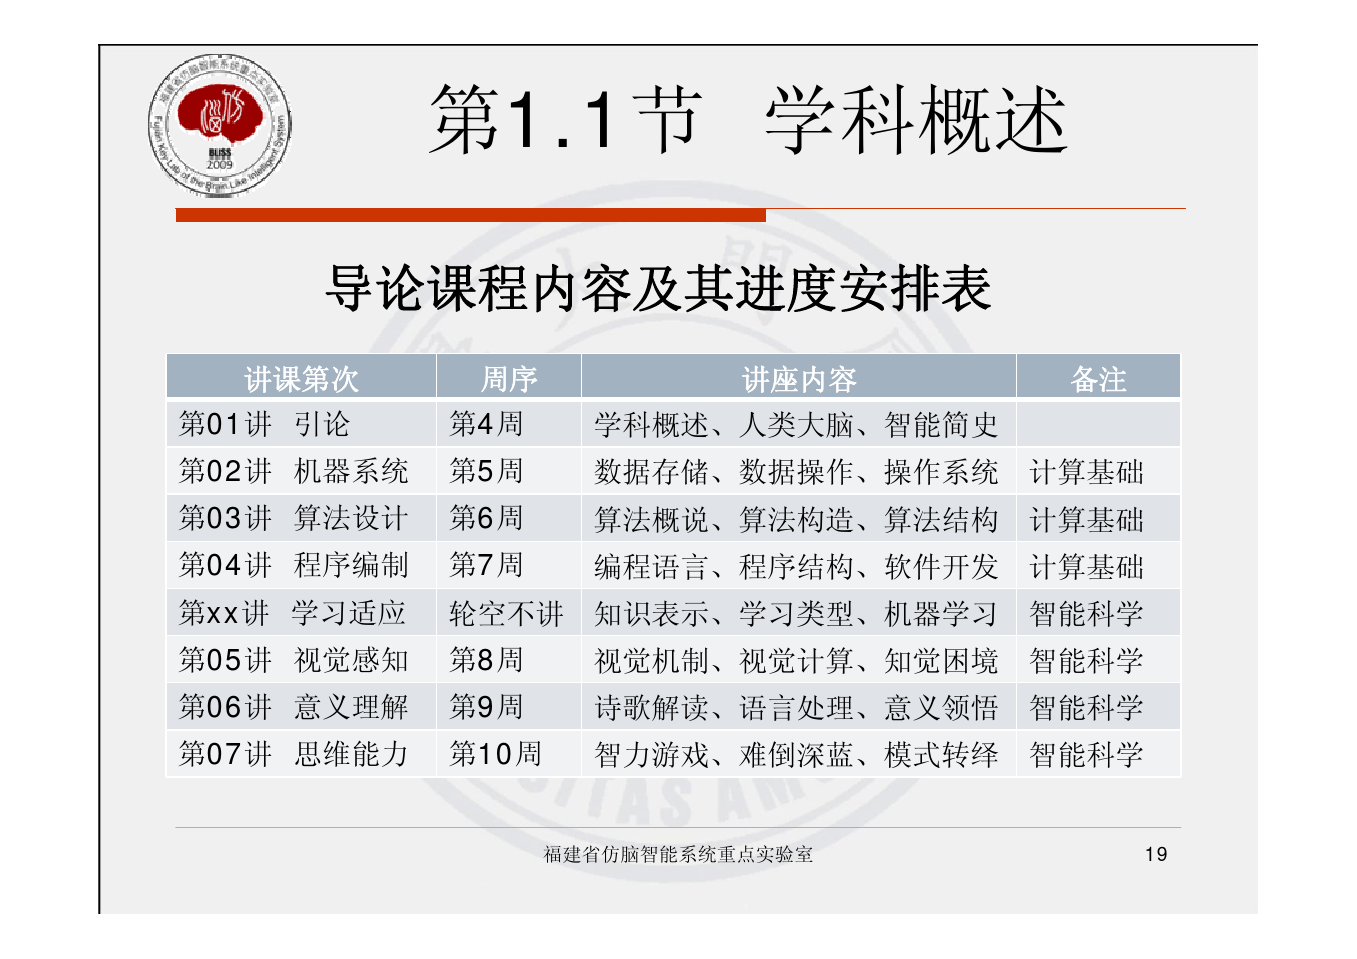 福建省仿脑智能系统重点实验室
Fujian Key Lab of the Brain Like Intelligent System
BLISS
2009
第1.1节 学科概述
导论课程内容及其进度安排表
讲课第次 周序 讲座内容 备注
第01讲 引论 第4周 学科概述、人类大脑、智能简史
第02讲 机器系统 第5周 数据存储、数据操作、操作系统 计算基础
第03讲 算法设计 第6周 算法概说、算法构造、算法结构 计算基础
第04讲 程序编制 第7周 编程语言、程序结构、软件开发 计算基础
第xx讲 学习适应 轮空不讲 知识表示、学习类型、机器学习 智能科学
第05讲 视觉感知 第8周 视觉机制、视觉计算、知觉困境 智能科学
第06讲 意义理解 第9周 诗歌解读、语言处理、意义领悟 智能科学
第07讲 思维能力 第10周 智力游戏、难倒深蓝、模式转绎 智能科学
福建省仿脑智能系统重点实验室 19